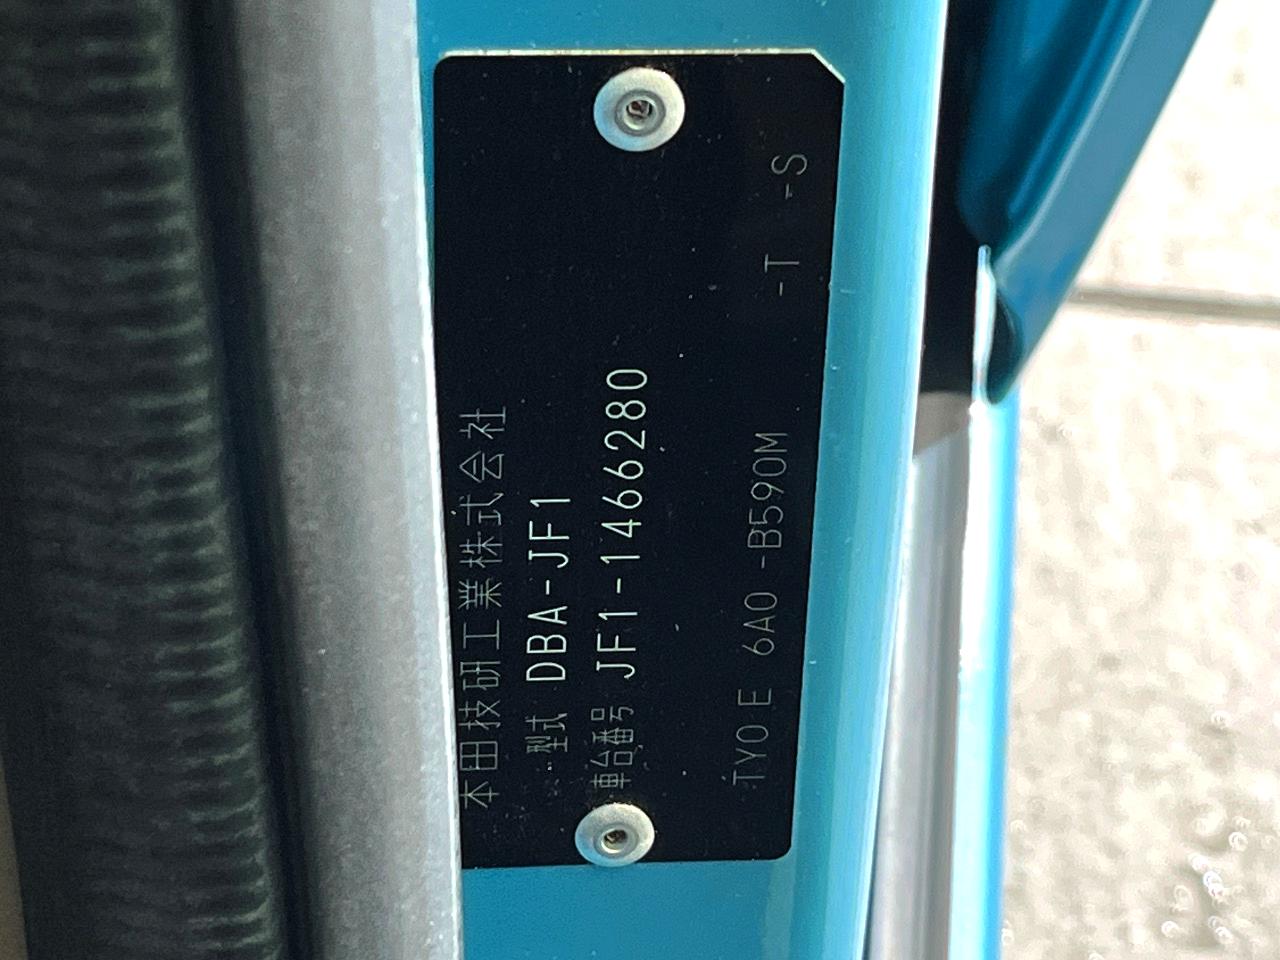 本田技研工業株式会社
型式 DBA-JF1
車台番号 JF1-1466280
TY0 E 6A0 -B590M -T -S